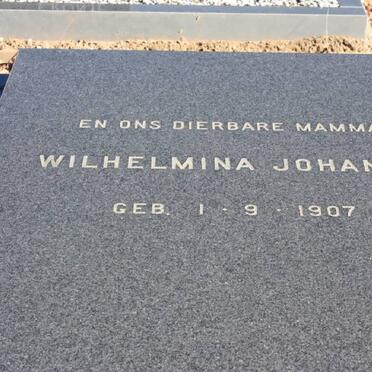 EN ONS DIERBARE MAMMA
WILHELMINA JOHAN
GEB. 1 - 9 - 1907